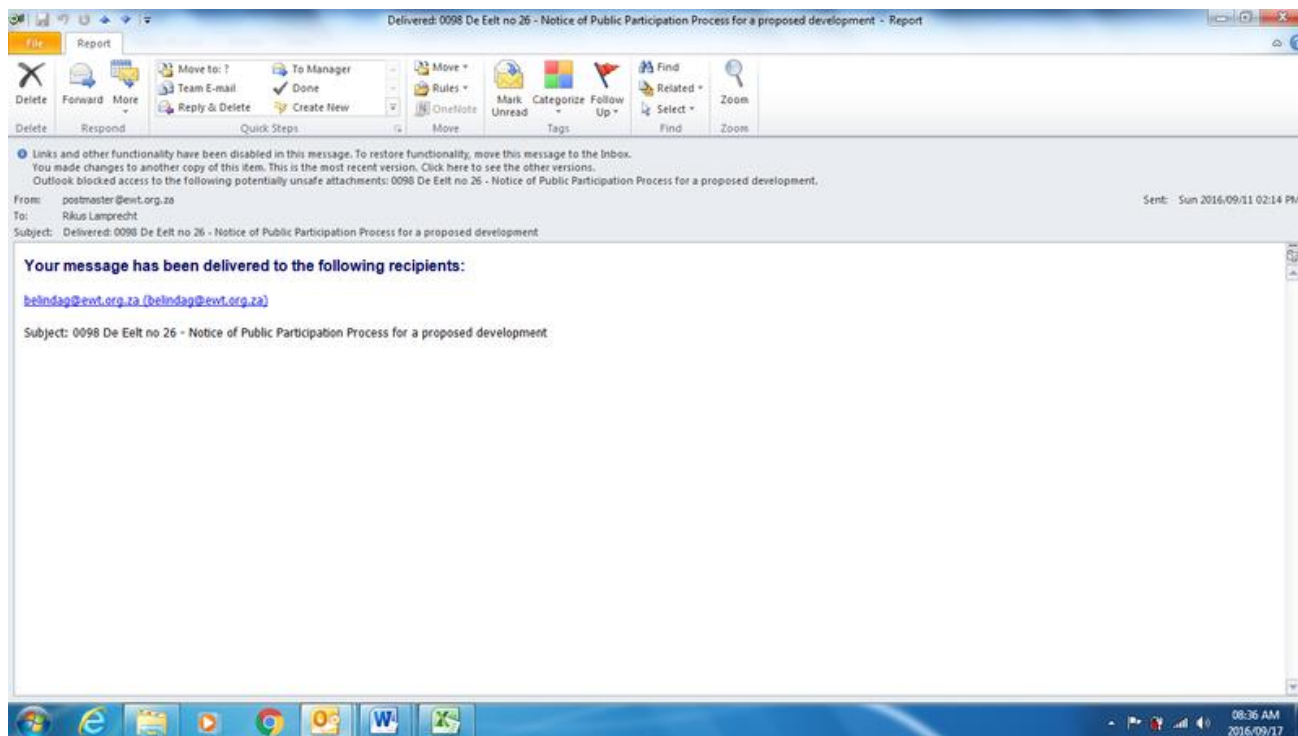 Delivered: 0098 De Eelt no 26 - Notice of Public Participation Process for a proposed development - Report
File Report
Delete Forward More Move to: ? To Manager Move Mark Unread Categorize Follow Up Find Zoom
Team E-mail Done Rules Related
Reply & Delete Create New OneNote Select
Delete Respond Quick Steps Move Tags Find Zoom
Links and other functionality have been disabled in this message. To restore functionality, move this message to the Inbox.
You made changes to another copy of this item. This is the most recent version. Click here to see the other versions.
Outlook blocked access to the following potentially unsafe attachments: 0098 De Eelt no 26 - Notice of Public Participation Process for a proposed development.
From: postmaster@ewt.org.za Sent: Sun 2016/09/11 02:14 PM
To: Rikus Lamprecht
Subject: Delivered: 0098 De Eelt no 26 - Notice of Public Participation Process for a proposed development
Your message has been delivered to the following recipients:
belindag@ewt.org.za (belindag@ewt.org.za)
Subject: 0098 De Eelt no 26 - Notice of Public Participation Process for a proposed development
08:36 AM
2016/09/17